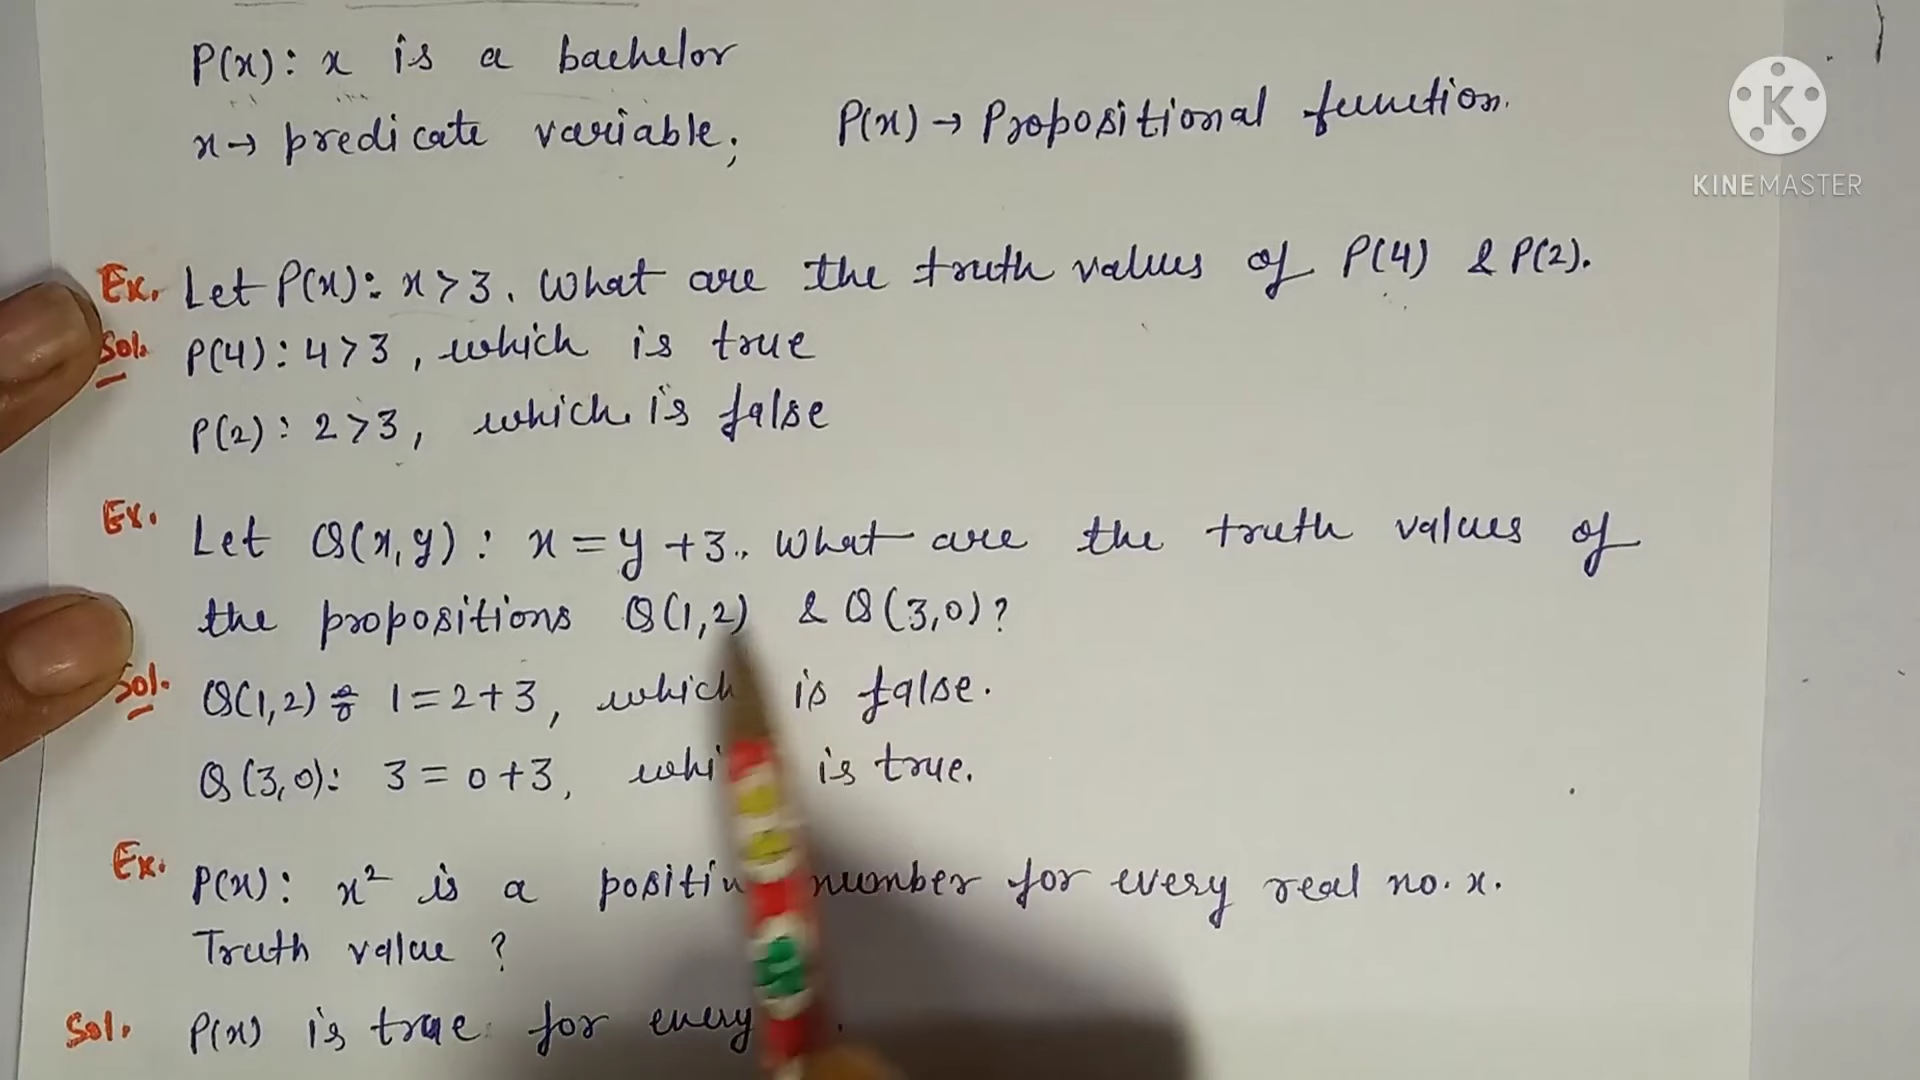 P(x): x is a bachelor
x→ predicate variable; P(x)→ Propositional function.
KINEMASTER
Ex. Let P(x): x>3. What are the truth values of P(4) & P(2).
Sol. P(4): 4>3, which is true
P(2): 2>3, which is false
Ex. Let Q(x,y): x=y+3. What are the truth values of
the propositions Q(1,2) & Q(3,0)?
Sol. Q(1,2): 1=2+3, which is false.
Q(3,0): 3=0+3, whi is true.
Ex. P(x): x² is a positiv number for every real no. x.
Truth value?
Sol. P(x) is true for every